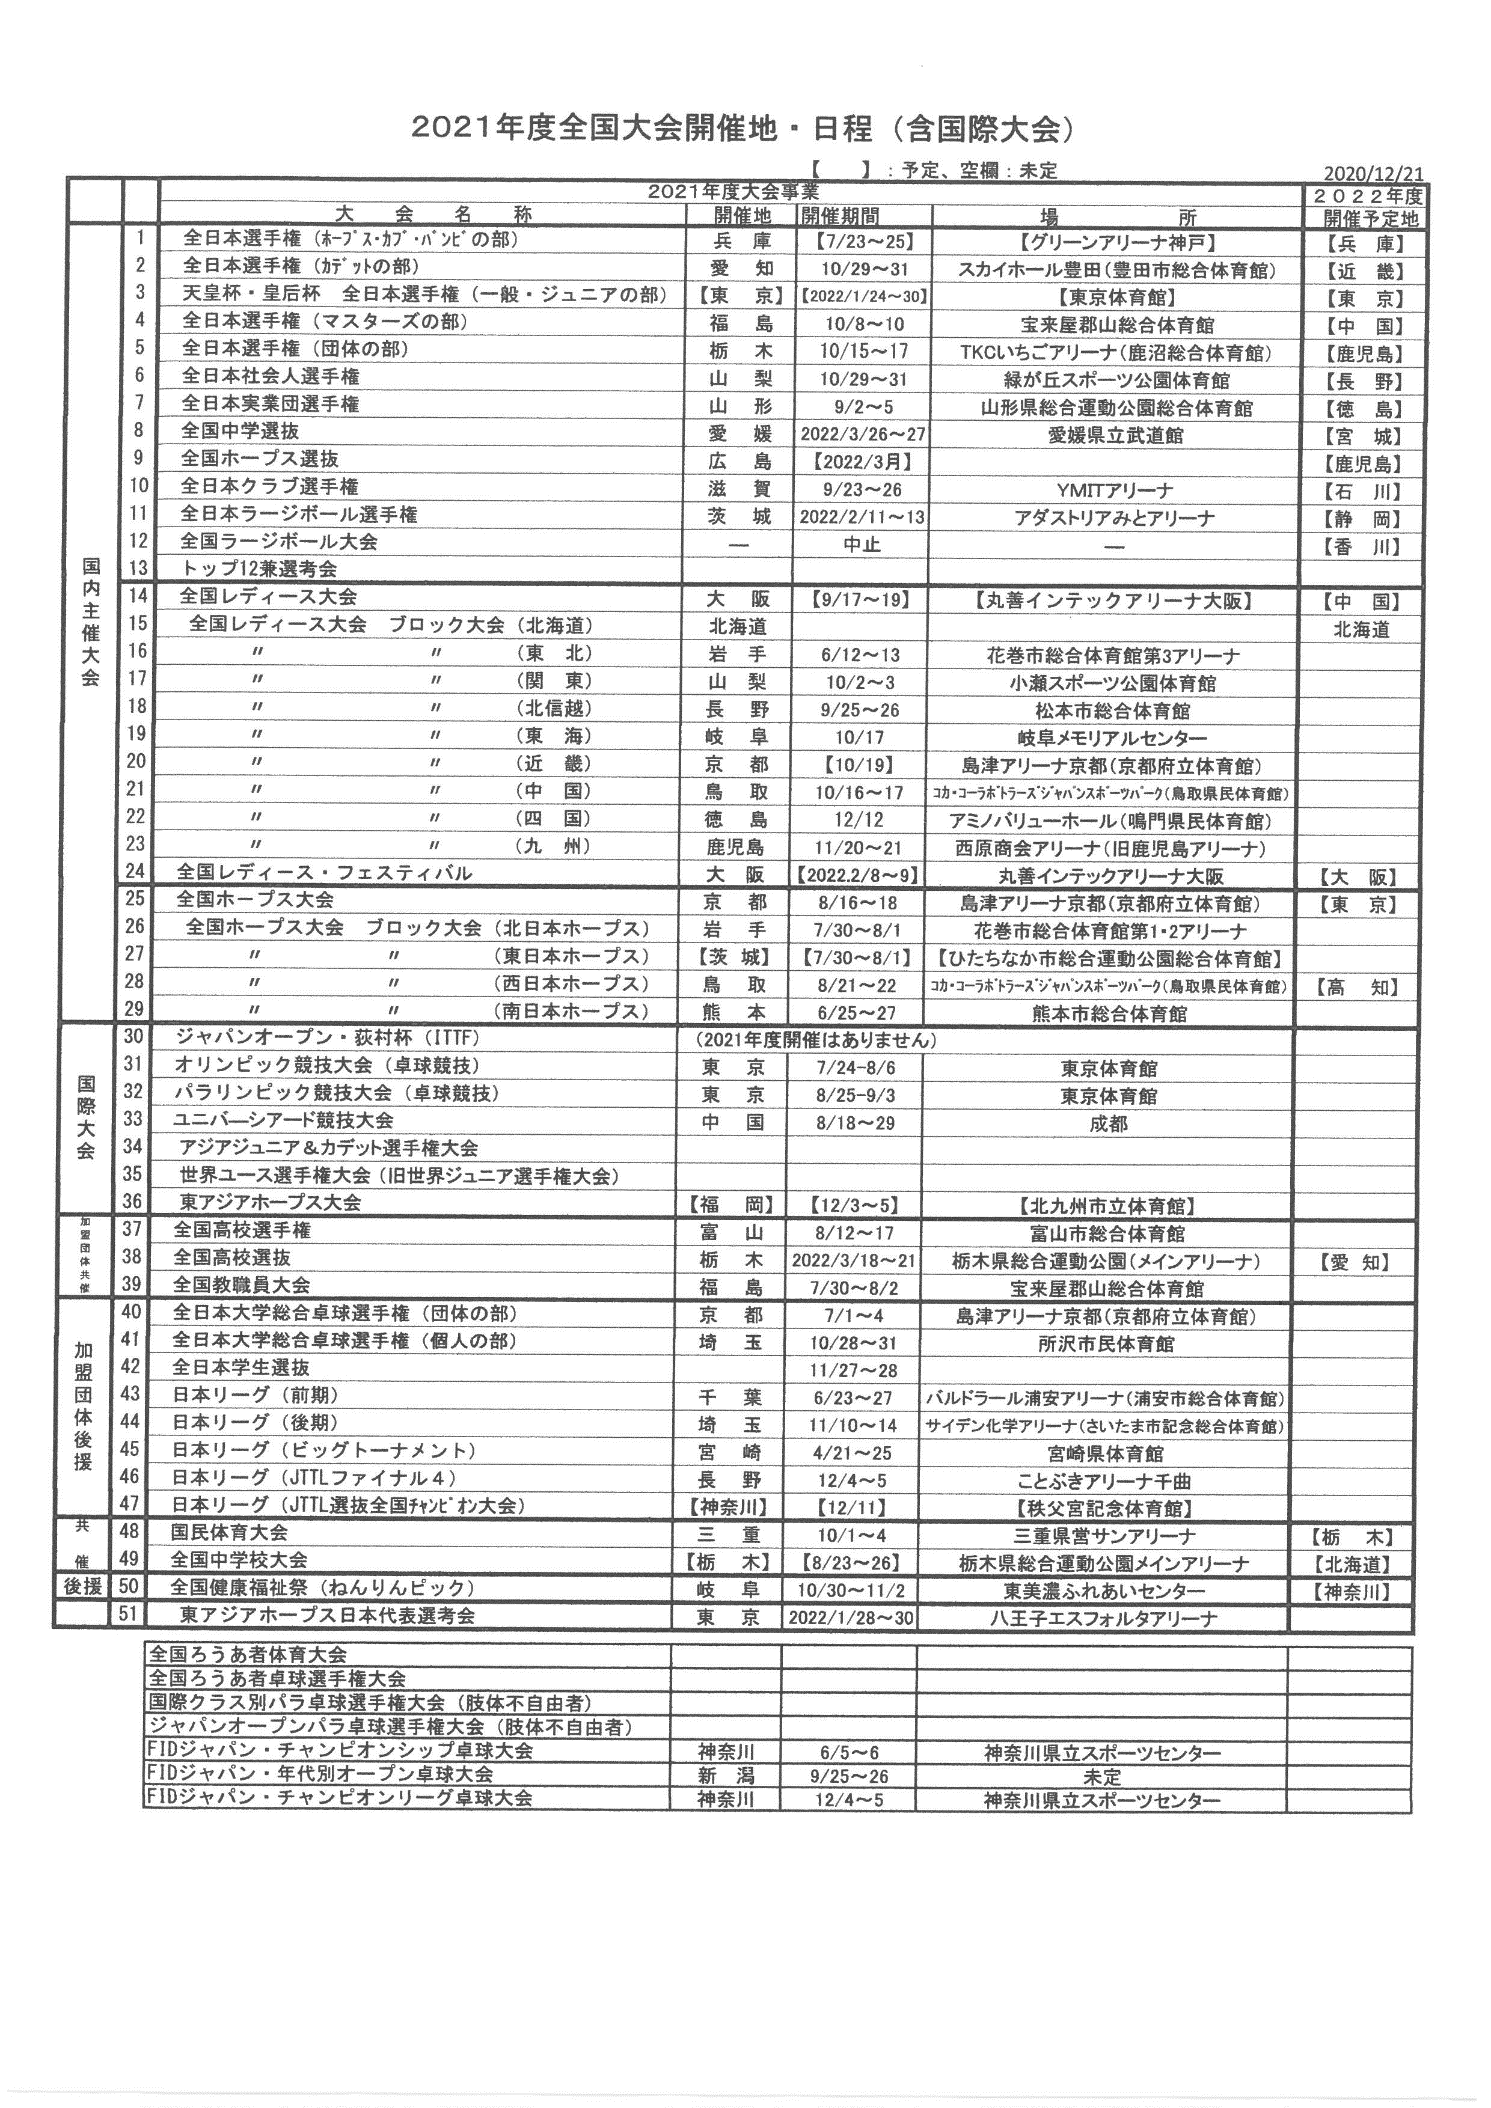 2021年度全国大会開催地・日程（含国際大会）
【　　】：予定、空欄：未定　2020/12/21
2021年度大会事業　２０２２年度
大　会　名　称　開催地　開催期間　場　所　開催予定地
国内主催大会
1　全日本選手権（ﾎｰﾌﾟｽ･ｶﾌﾞ･ﾊﾞﾝﾋﾞの部）　兵　庫　【7/23～25】　【グリーンアリーナ神戸】　【兵　庫】
2　全日本選手権（ｶﾃﾞｯﾄの部）　愛　知　10/29～31　スカイホール豊田（豊田市総合体育館）　【近　畿】
3　天皇杯・皇后杯　全日本選手権（一般・ジュニアの部）　【東　京】　【2022/1/24～30】　【東京体育館】　【東　京】
4　全日本選手権（マスターズの部）　福　島　10/8～10　宝来屋郡山総合体育館　【中　国】
5　全日本選手権（団体の部）　栃　木　10/15～17　TKCいちごアリーナ（鹿沼総合体育館）　【鹿児島】
6　全日本社会人選手権　山　梨　10/29～31　緑が丘スポーツ公園体育館　【長　野】
7　全日本実業団選手権　山　形　9/2～5　山形県総合運動公園総合体育館　【徳　島】
8　全国中学選抜　愛　媛　2022/3/26～27　愛媛県立武道館　【宮　城】
9　全国ホープス選抜　広　島　【2022/3月】　【鹿児島】
10　全日本クラブ選手権　滋　賀　9/23～26　YMITアリーナ　【石　川】
11　全日本ラージボール選手権　茨　城　2022/2/11～13　アダストリアみとアリーナ　【静　岡】
12　全国ラージボール大会　―　中止　―　【香　川】
13　トップ12兼選考会
14　全国レディース大会　大　阪　【9/17～19】　【丸善インテックアリーナ大阪】　【中　国】
15　全国レディース大会　ブロック大会（北海道）　北海道　北海道
16　〃　〃　（東　北）　岩　手　6/12～13　花巻市総合体育館第3アリーナ
17　〃　〃　（関　東）　山　梨　10/2～3　小瀬スポーツ公園体育館
18　〃　〃　（北信越）　長　野　9/25～26　松本市総合体育館
19　〃　〃　（東　海）　岐　阜　10/17　岐阜メモリアルセンター
20　〃　〃　（近　畿）　京　都　【10/19】　島津アリーナ京都（京都府立体育館）
21　〃　〃　（中　国）　鳥　取　10/16～17　ｺｶ･ｺｰﾗﾎﾞﾄﾗｰｽﾞｼﾞｬﾊﾟﾝｽﾎﾟｰﾂﾊﾟｰｸ（鳥取県民体育館）
22　〃　〃　（四　国）　徳　島　12/12　アミノバリューホール（鳴門県民体育館）
23　〃　〃　（九　州）　鹿児島　11/20～21　西原商会アリーナ（旧鹿児島アリーナ）
24　全国レディース・フェスティバル　大　阪　【2022.2/8～9】　丸善インテックアリーナ大阪　【大　阪】
25　全国ホープス大会　京　都　8/16～18　島津アリーナ京都（京都府立体育館）　【東　京】
26　全国ホープス大会　ブロック大会（北日本ホープス）　岩　手　7/30～8/1　花巻市総合体育館第1・2アリーナ
27　〃　〃　（東日本ホープス）　【茨　城】　【7/30～8/1】　【ひたちなか市総合運動公園総合体育館】
28　〃　〃　（西日本ホープス）　鳥　取　8/21～22　ｺｶ･ｺｰﾗﾎﾞﾄﾗｰｽﾞｼﾞｬﾊﾟﾝｽﾎﾟｰﾂﾊﾟｰｸ（鳥取県民体育館）　【高　知】
29　〃　〃　（南日本ホープス）　熊　本　6/25～27　熊本市総合体育館
国際大会
30　ジャパンオープン・荻村杯（ITTF）　（2021年度開催はありません）
31　オリンピック競技大会（卓球競技）　東　京　7/24-8/6　東京体育館
32　パラリンピック競技大会（卓球競技）　東　京　8/25-9/3　東京体育館
33　ユニバーシアード競技大会　中　国　8/18～29　成都
34　アジアジュニア＆カデット選手権大会
35　世界ユース選手権大会（旧世界ジュニア選手権大会）
36　東アジアホープス大会　【福　岡】　【12/3～5】　【北九州市立体育館】
加盟団体共催
37　全国高校選手権　富　山　8/12～17　富山市総合体育館
38　全国高校選抜　栃　木　2022/3/18～21　栃木県総合運動公園（メインアリーナ）　【愛　知】
39　全国教職員大会　福　島　7/30～8/2　宝来屋郡山総合体育館
加盟団体後援
40　全日本大学総合卓球選手権（団体の部）　京　都　7/1～4　島津アリーナ京都（京都府立体育館）
41　全日本大学総合卓球選手権（個人の部）　埼　玉　10/28～31　所沢市民体育館
42　全日本学生選抜　11/27～28
43　日本リーグ（前期）　千　葉　6/23～27　バルドラール浦安アリーナ（浦安市総合体育館）
44　日本リーグ（後期）　埼　玉　11/10～14　サイデン化学アリーナ（さいたま市記念総合体育館）
45　日本リーグ（ビッグトーナメント）　宮　崎　4/21～25　宮崎県体育館
46　日本リーグ（JTTLファイナル４）　長　野　12/4～5　ことぶきアリーナ千曲
47　日本リーグ（JTTL選抜全国ﾁｬﾝﾋﾟｵﾝ大会）　【神奈川】　【12/11】　【秩父宮記念体育館】
共催
48　国民体育大会　三　重　10/1～4　三重県営サンアリーナ　【栃　木】
49　全国中学校大会　【栃　木】　【8/23～26】　栃木県総合運動公園メインアリーナ　【北海道】
後援　50　全国健康福祉祭（ねんりんピック）　岐　阜　10/30～11/2　東美濃ふれあいセンター　【神奈川】
51　東アジアホープス日本代表選考会　東　京　2022/1/28～30　八王子エスフォルタアリーナ
全国ろうあ者体育大会
全国ろうあ者卓球選手権大会
国際クラス別パラ卓球選手権大会（肢体不自由者）
ジャパンオープンパラ卓球選手権大会（肢体不自由者）
FIDジャパン・チャンピオンシップ卓球大会　神奈川　6/5～6　神奈川県立スポーツセンター
FIDジャパン・年代別オープン卓球大会　新　潟　9/25～26　未定
FIDジャパン・チャンピオンリーグ卓球大会　神奈川　12/4～5　神奈川県立スポーツセンター